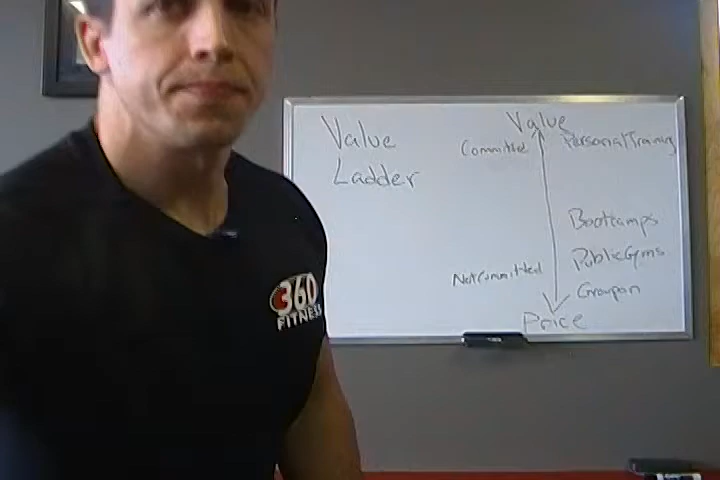 Value
Ladder
Value
Committed
Personal Training
Bootcamps
Public Gyms
Not Committed
Groupon
Price
360
FITNESS